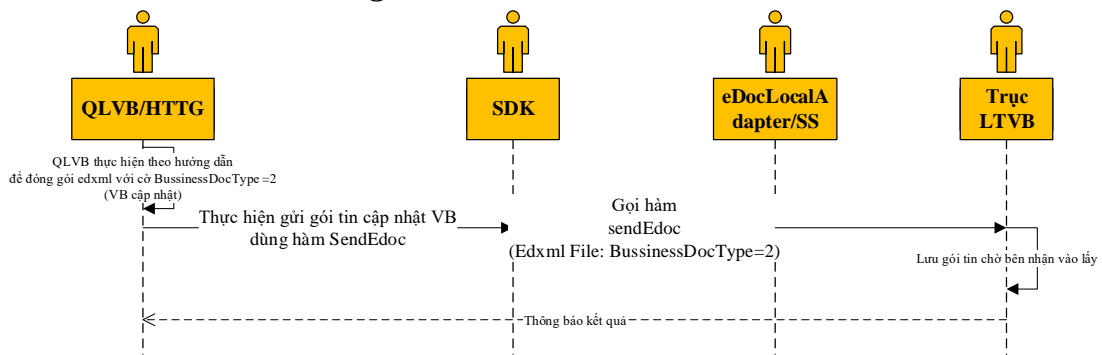 QLVB/HTTG
SDK
eDocLocalA
dapter/SS
Trục
LTVB
QLVB thực hiện theo hướng dẫn
để đóng gói edxml với cờ BussinessDocType =2
(VB cập nhật)
Thực hiện gửi gói tin cập nhật VB
dùng hàm SendEdoc
Gọi hàm
sendEdoc
(Edxml File: BussinessDocType=2)
Lưu gói tin chờ bên nhận vào lấy
Thông báo kết quả